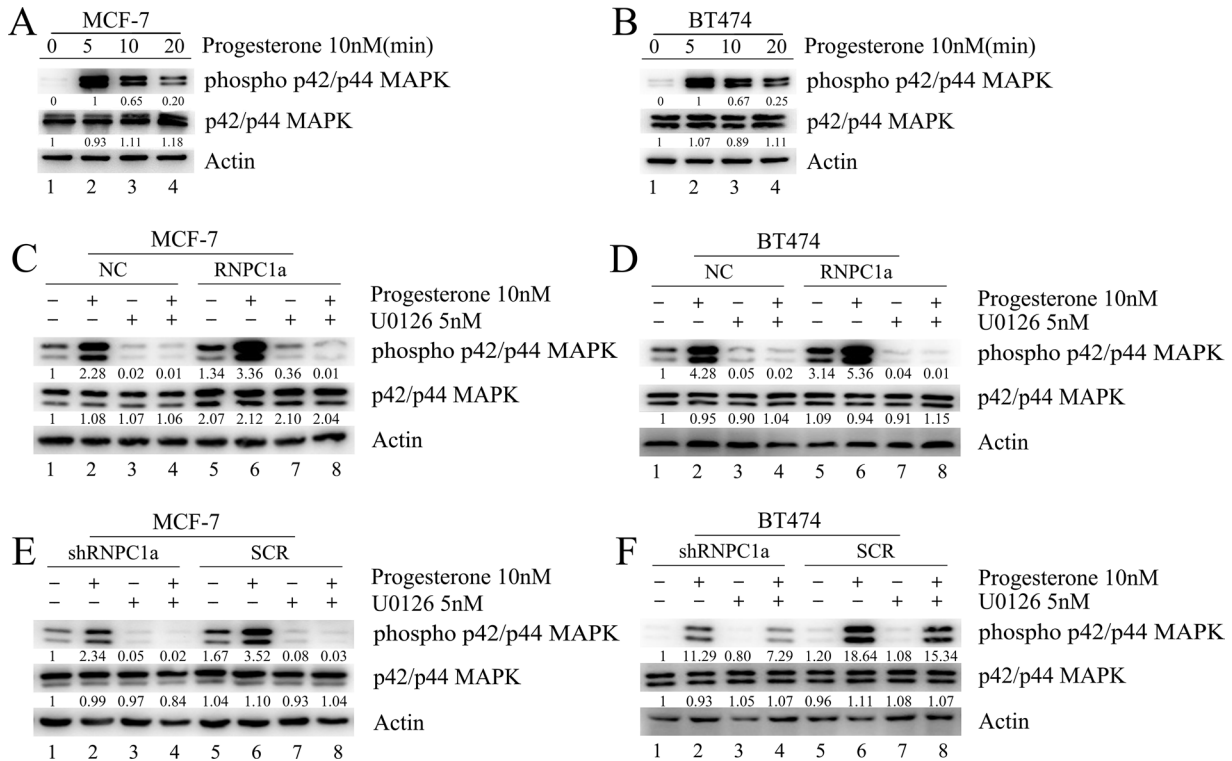 A
MCF-7
0 5 10 20 Progesterone 10nM(min)
phospho p42/p44 MAPK
0 1 0.65 0.20
p42/p44 MAPK
1 0.93 1.11 1.18
Actin
1 2 3 4
B
BT474
0 5 10 20 Progesterone 10nM(min)
phospho p42/p44 MAPK
0 1 0.67 0.25
p42/p44 MAPK
1 1.07 0.89 1.11
Actin
1 2 3 4
C
MCF-7
NC RNPC1a
− + − + − + − + Progesterone 10nM
− − + + − − + + U0126 5nM
phospho p42/p44 MAPK
1 2.28 0.02 0.01 1.34 3.36 0.36 0.01
p42/p44 MAPK
1 1.08 1.07 1.06 2.07 2.12 2.10 2.04
Actin
1 2 3 4 5 6 7 8
D
BT474
NC RNPC1a
− + − + − + − + Progesterone 10nM
− − + + − − + + U0126 5nM
phospho p42/p44 MAPK
1 4.28 0.05 0.02 3.14 5.36 0.04 0.01
p42/p44 MAPK
1 0.95 0.90 1.04 1.09 0.94 0.91 1.15
Actin
1 2 3 4 5 6 7 8
E
MCF-7
shRNPC1a SCR
− + − + − + − + Progesterone 10nM
− − + + − − + + U0126 5nM
phospho p42/p44 MAPK
1 2.34 0.05 0.02 1.67 3.52 0.08 0.03
p42/p44 MAPK
1 0.99 0.97 0.84 1.04 1.10 0.93 1.04
Actin
1 2 3 4 5 6 7 8
F
BT474
shRNPC1a SCR
− + − + − + − + Progesterone 10nM
− − + + − − + + U0126 5nM
phospho p42/p44 MAPK
1 11.29 0.80 7.29 1.20 18.64 1.08 15.34
p42/p44 MAPK
1 0.93 1.05 1.07 0.96 1.11 1.08 1.07
Actin
1 2 3 4 5 6 7 8